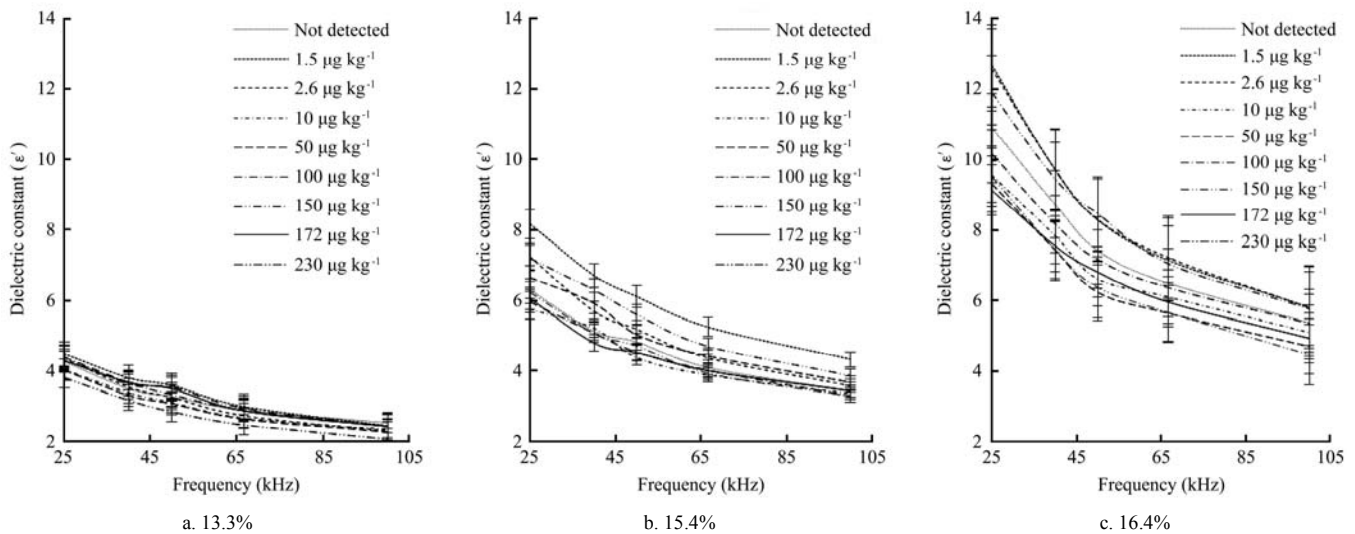 14
12
10
8
6
4
2
Dielectric constant (ε′)
Not detected
1.5 μg kg⁻¹
2.6 μg kg⁻¹
10 μg kg⁻¹
50 μg kg⁻¹
100 μg kg⁻¹
150 μg kg⁻¹
172 μg kg⁻¹
230 μg kg⁻¹
25 45 65 85 105
Frequency (kHz)
a. 13.3%
14
12
10
8
6
4
2
Dielectric constant (ε′)
Not detected
1.5 μg kg⁻¹
2.6 μg kg⁻¹
10 μg kg⁻¹
50 μg kg⁻¹
100 μg kg⁻¹
150 μg kg⁻¹
172 μg kg⁻¹
230 μg kg⁻¹
25 45 65 85 105
Frequency (kHz)
b. 15.4%
14
12
10
8
6
4
2
Dielectric constant (ε′)
Not detected
1.5 μg kg⁻¹
2.6 μg kg⁻¹
10 μg kg⁻¹
50 μg kg⁻¹
100 μg kg⁻¹
150 μg kg⁻¹
172 μg kg⁻¹
230 μg kg⁻¹
25 45 65 85 105
Frequency (kHz)
c. 16.4%